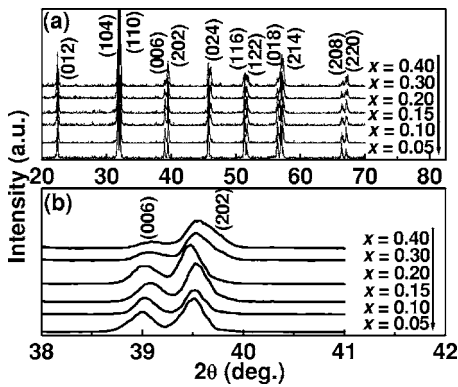 (a)
(012)
(104)
(110)
(006)
(202)
(024)
(116)
(122)
(018)
(214)
(208)
(220)
x = 0.40
x = 0.30
x = 0.20
x = 0.15
x = 0.10
x = 0.05
20 30 40 50 60 70 80
Intensity (a.u.)
(b)
(006)
(202)
x = 0.40
x = 0.30
x = 0.20
x = 0.15
x = 0.10
x = 0.05
38 39 40 41 42
2θ (deg.)